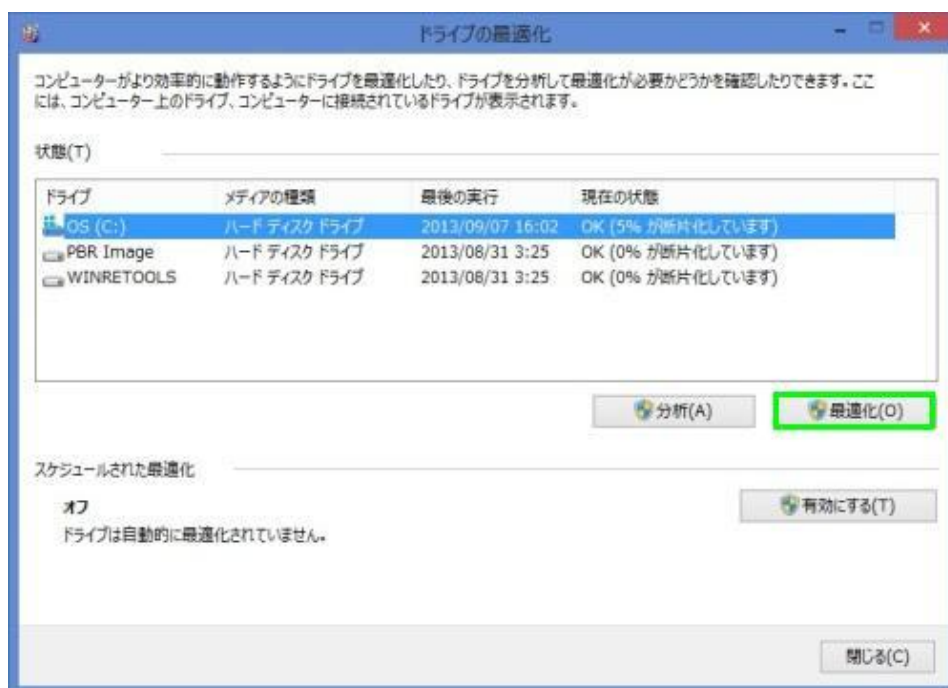 ドライブの最適化
コンピューターがより効率的に動作するようにドライブを最適化したり、ドライブを分析して最適化が必要かどうかを確認したりできます。ここ
には、コンピューター上のドライブ、コンピューターに接続されているドライブが表示されます。
状態(T)
ドライブ メディアの種類 最後の実行 現在の状態
OS (C:) ハード ディスク ドライブ 2013/09/07 16:02 OK (5% が断片化しています)
PBR Image ハード ディスク ドライブ 2013/08/31 3:25 OK (0% が断片化しています)
WINRETOOLS ハード ディスク ドライブ 2013/08/31 3:25 OK (0% が断片化しています)
分析(A) 最適化(O)
スケジュールされた最適化
オフ 有効にする(T)
ドライブは自動的に最適化されていません。
閉じる(C)